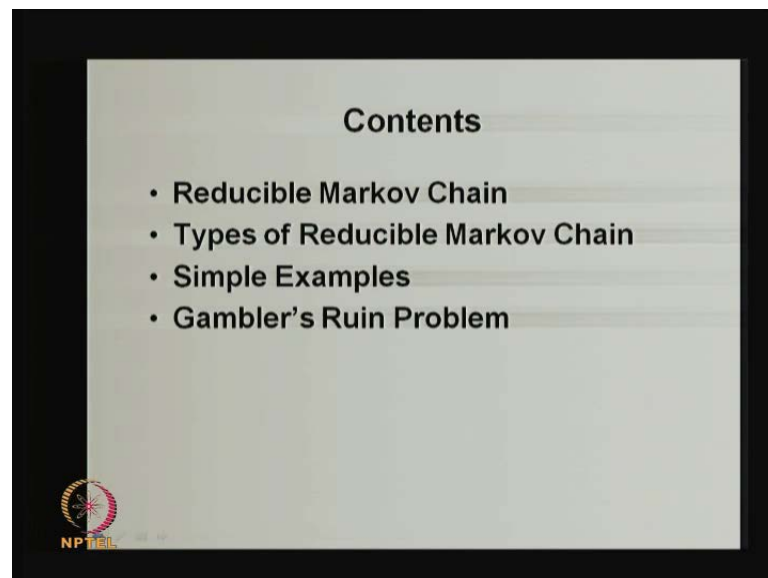 Contents
• Reducible Markov Chain
• Types of Reducible Markov Chain
• Simple Examples
• Gambler's Ruin Problem
NPTEL